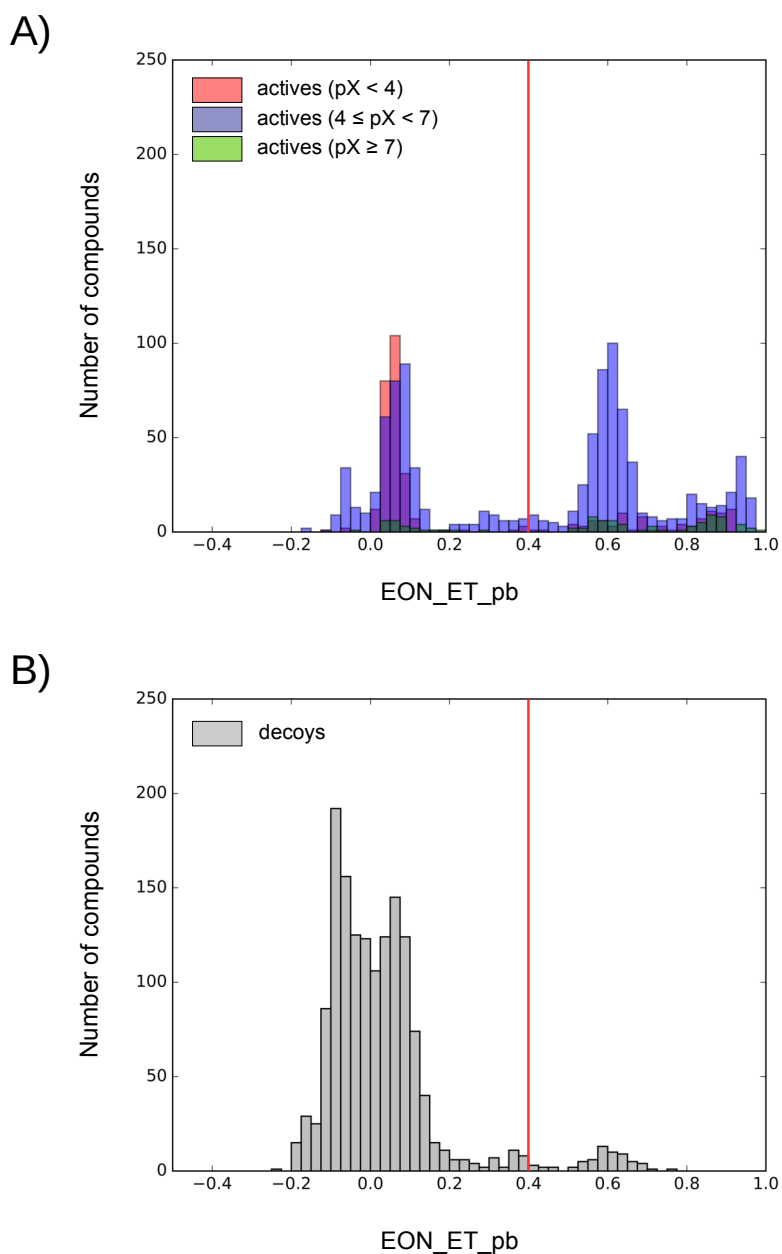 A)
250
200
150
100
50
0
Number of compounds
actives (pX < 4)
actives (4 ≤ pX < 7)
actives (pX ≥ 7)
−0.4 −0.2 0.0 0.2 0.4 0.6 0.8 1.0
EON_ET_pb
B)
250
200
150
100
50
0
Number of compounds
decoys
−0.4 −0.2 0.0 0.2 0.4 0.6 0.8 1.0
EON_ET_pb